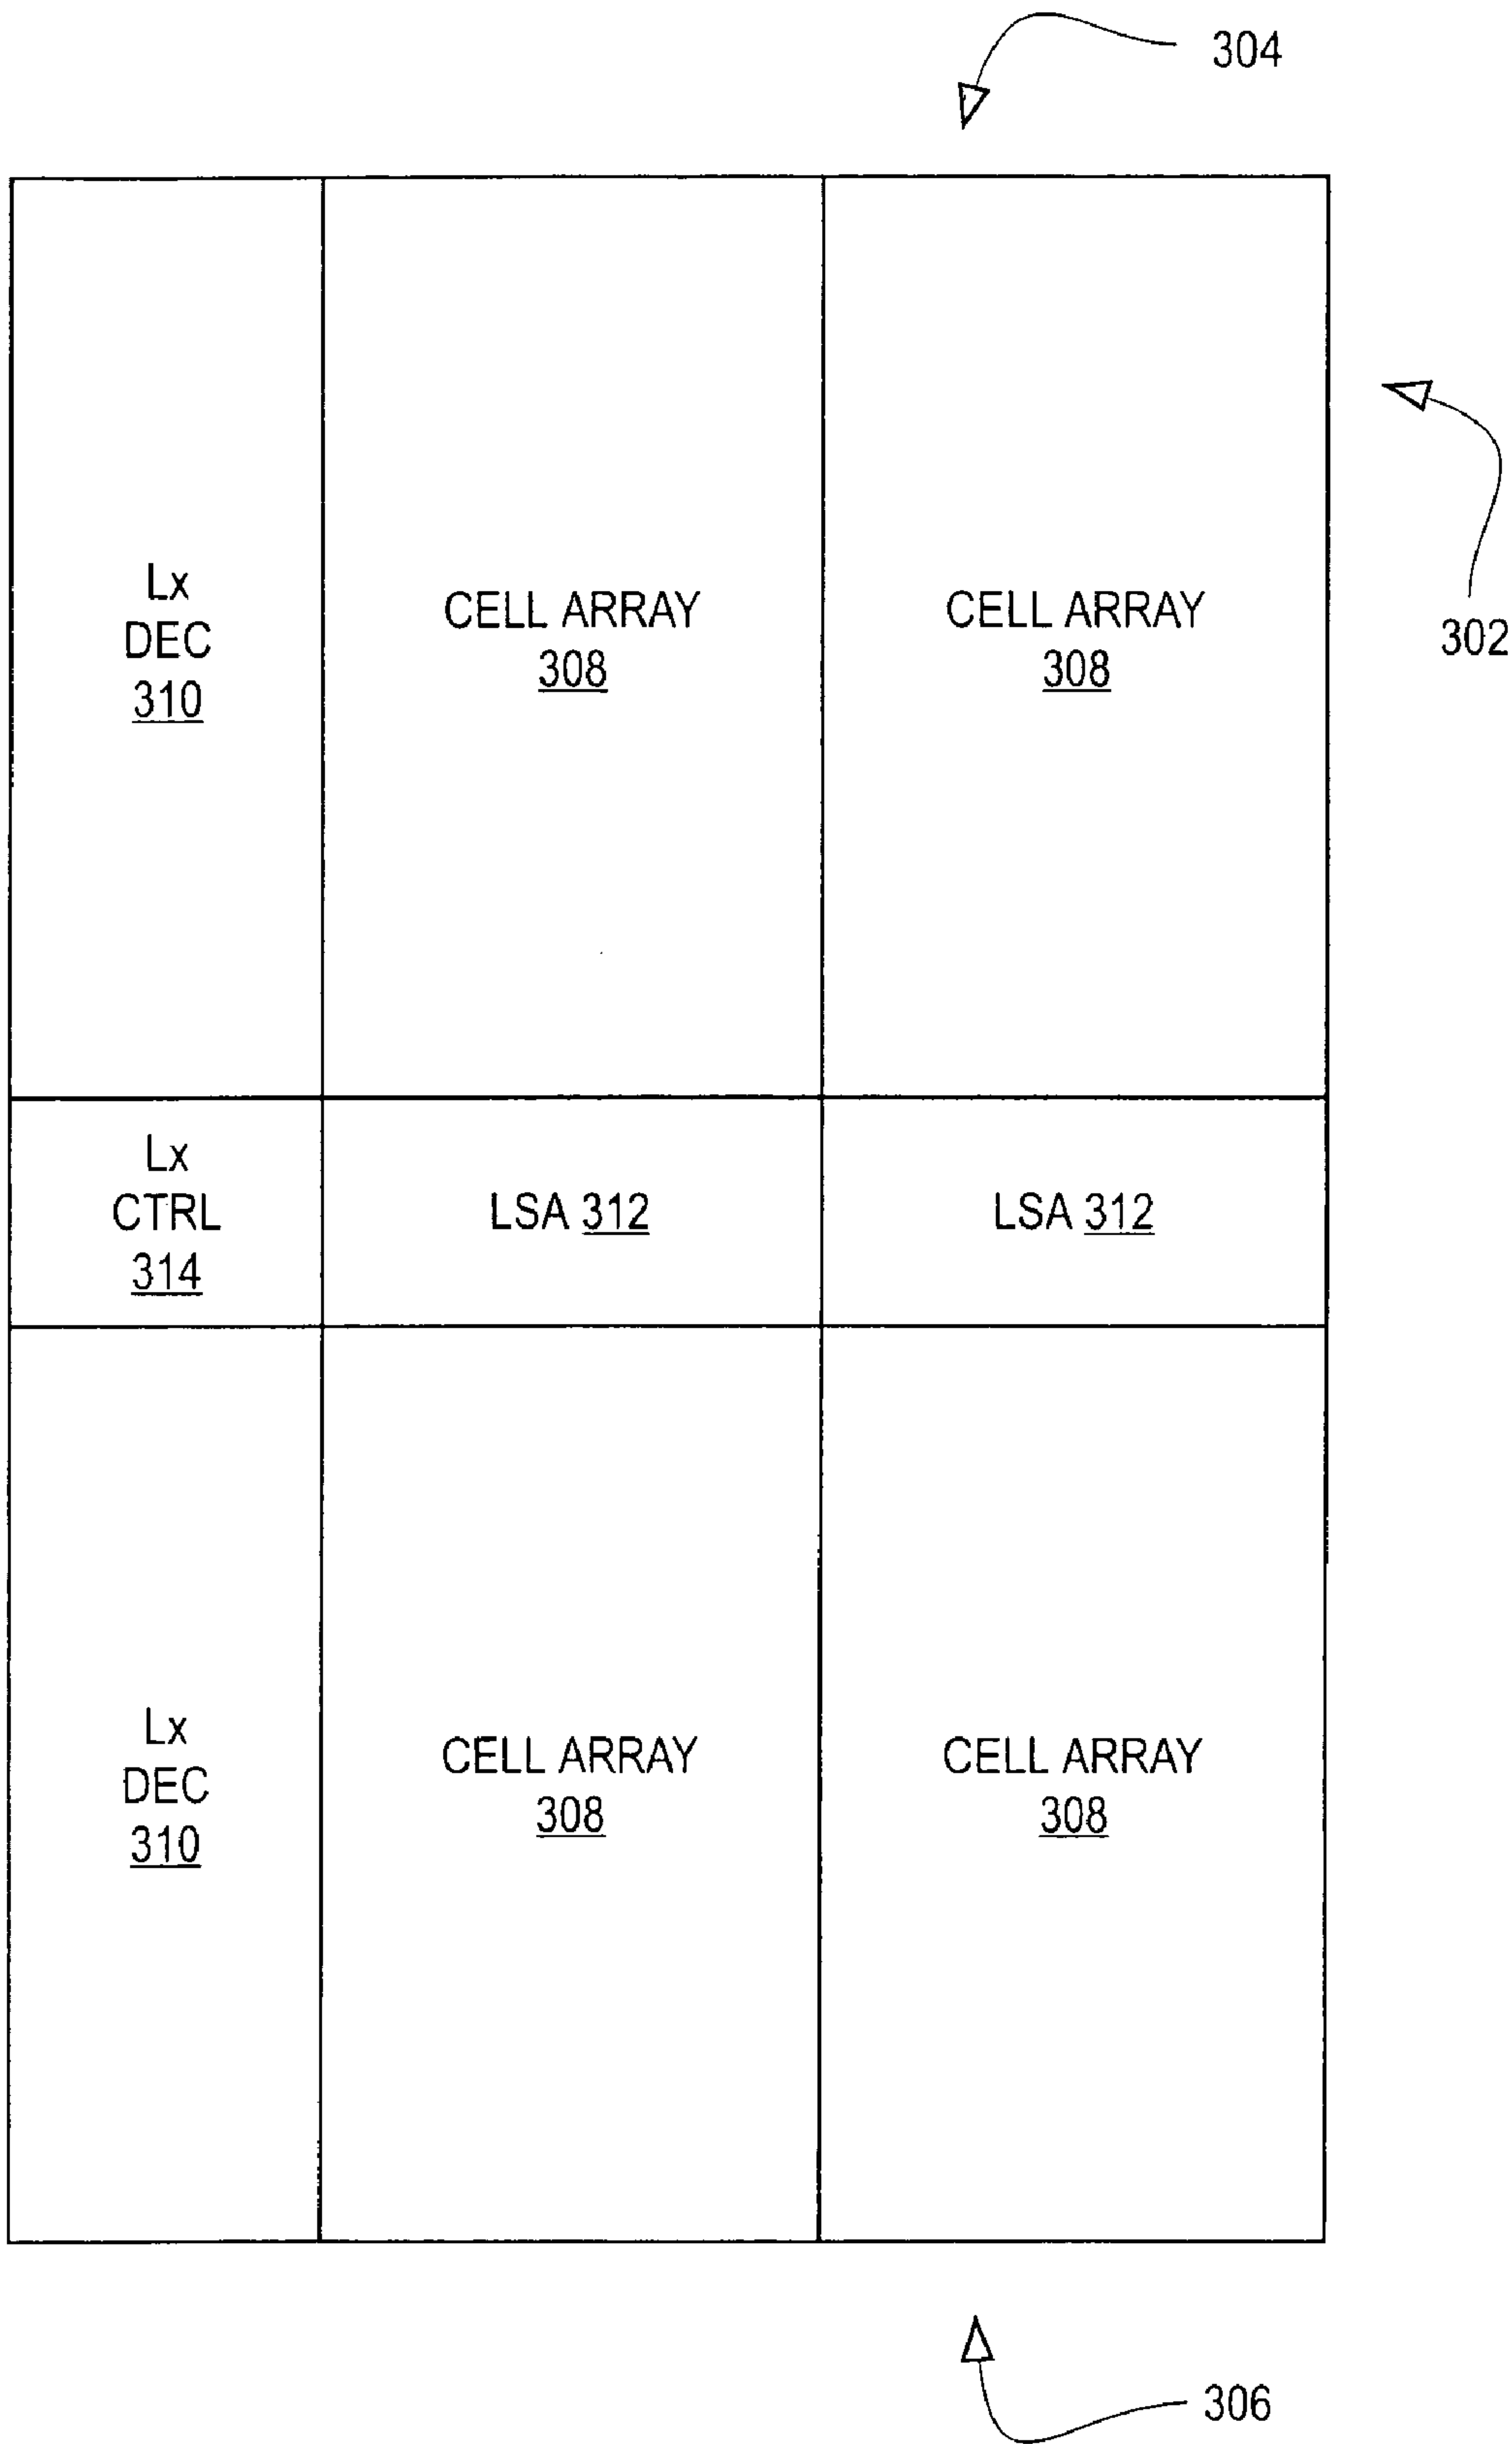 304
302
Lx
DEC
310
CELL ARRAY
308
CELL ARRAY
308
Lx
CTRL
314
LSA 312
LSA 312
Lx
DEC
310
CELL ARRAY
308
CELL ARRAY
308
306